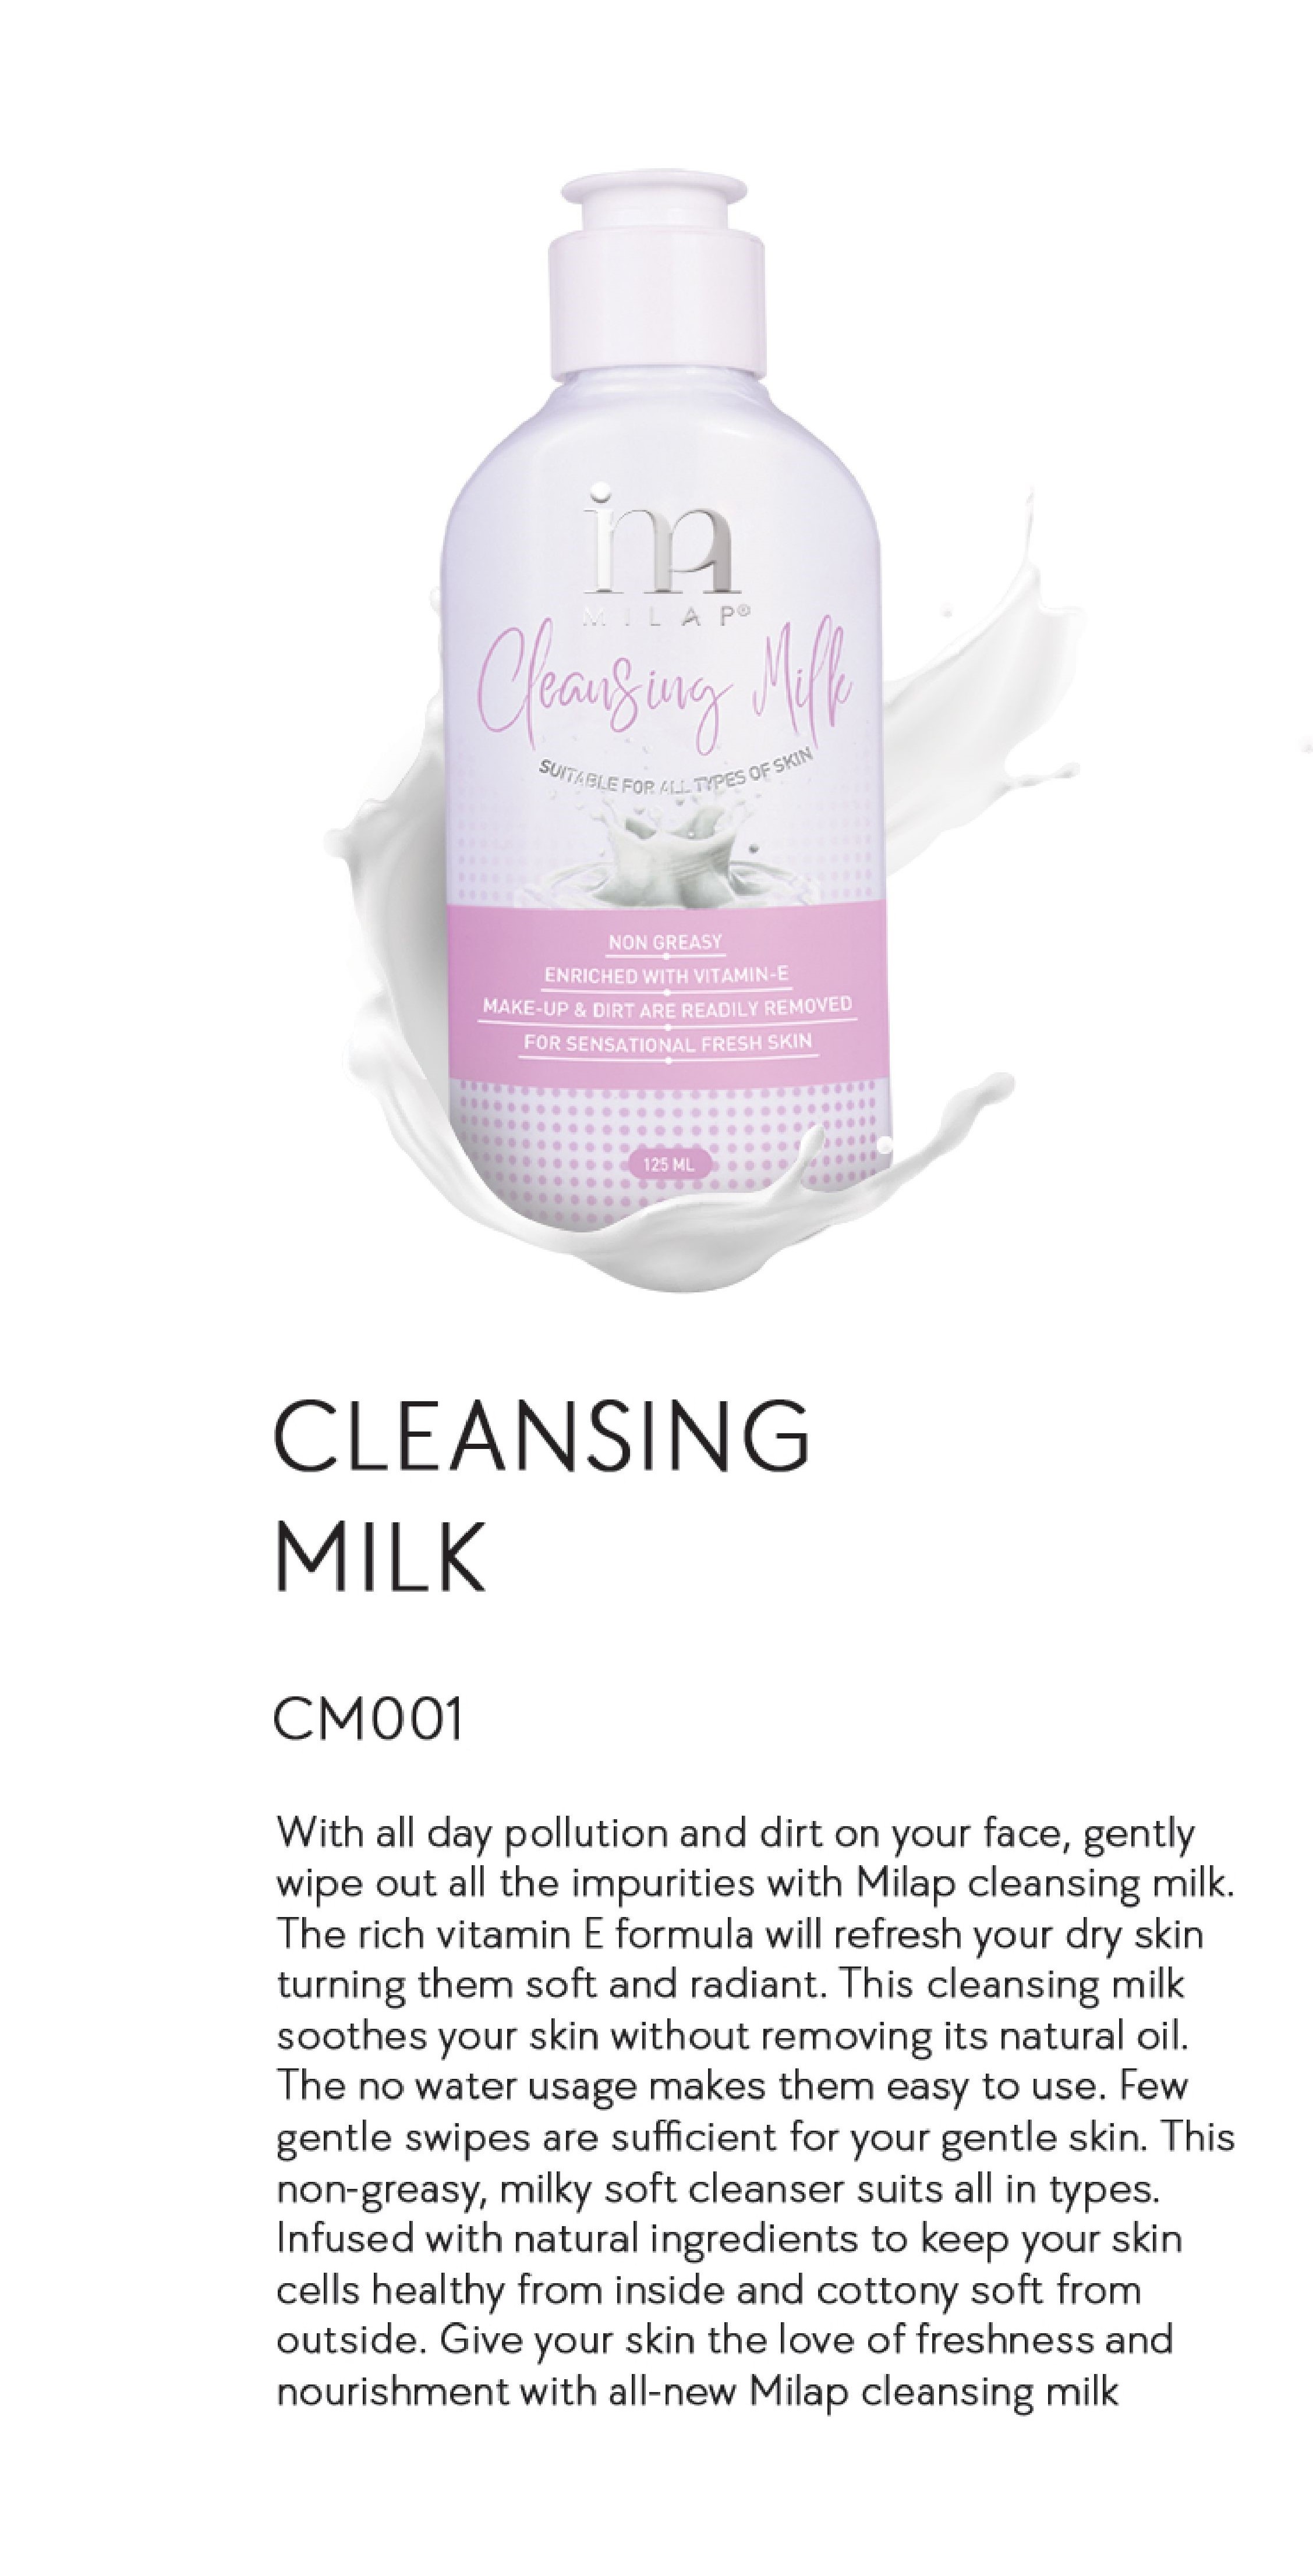 im
MILAP®
Cleansing Milk
SUITABLE FOR ALL TYPES OF SKIN
NON GREASY
ENRICHED WITH VITAMIN-E
MAKE-UP & DIRT ARE READILY REMOVED
FOR SENSATIONAL FRESH SKIN
125 ML
CLEANSING
MILK
CM001
With all day pollution and dirt on your face, gently
wipe out all the impurities with Milap cleansing milk.
The rich vitamin E formula will refresh your dry skin
turning them soft and radiant. This cleansing milk
soothes your skin without removing its natural oil.
The no water usage makes them easy to use. Few
gentle swipes are sufficient for your gentle skin. This
non-greasy, milky soft cleanser suits all in types.
Infused with natural ingredients to keep your skin
cells healthy from inside and cottony soft from
outside. Give your skin the love of freshness and
nourishment with all-new Milap cleansing milk